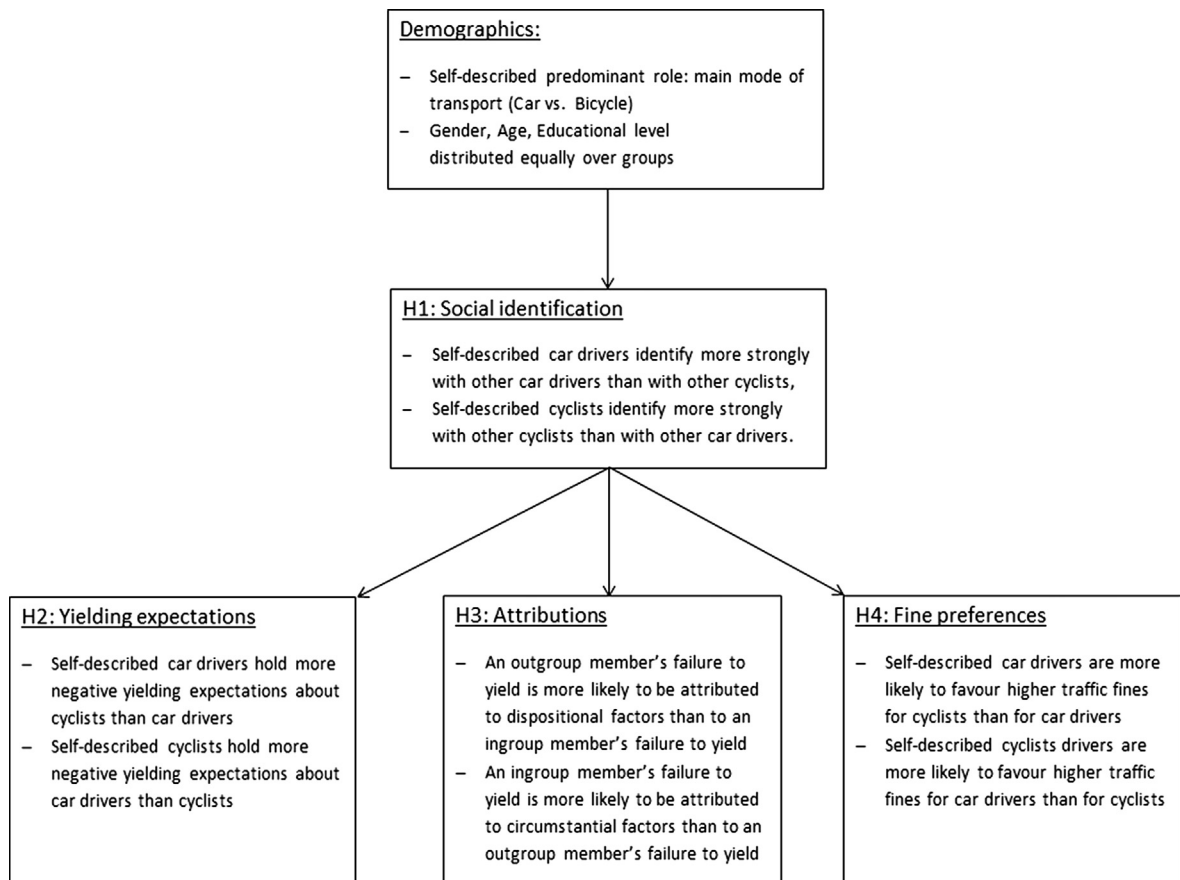 Demographics:
– Self-described predominant role: main mode of
transport (Car vs. Bicycle)
– Gender, Age, Educational level
distributed equally over groups
H1: Social identification
– Self-described car drivers identify more strongly
with other car drivers than with other cyclists,
– Self-described cyclists identify more strongly
with other cyclists than with other car drivers.
H2: Yielding expectations
– Self-described car drivers hold more
negative yielding expectations about
cyclists than car drivers
– Self-described cyclists hold more
negative yielding expectations about
car drivers than cyclists
H3: Attributions
– An outgroup member's failure to
yield is more likely to be attributed
to dispositional factors than to an
ingroup member's failure to yield
– An ingroup member's failure to
yield is more likely to be attributed
to circumstantial factors than to an
outgroup member's failure to yield
H4: Fine preferences
– Self-described car drivers are more
likely to favour higher traffic fines
for cyclists than for car drivers
– Self-described cyclists drivers are
more likely to favour higher traffic
fines for car drivers than for cyclists